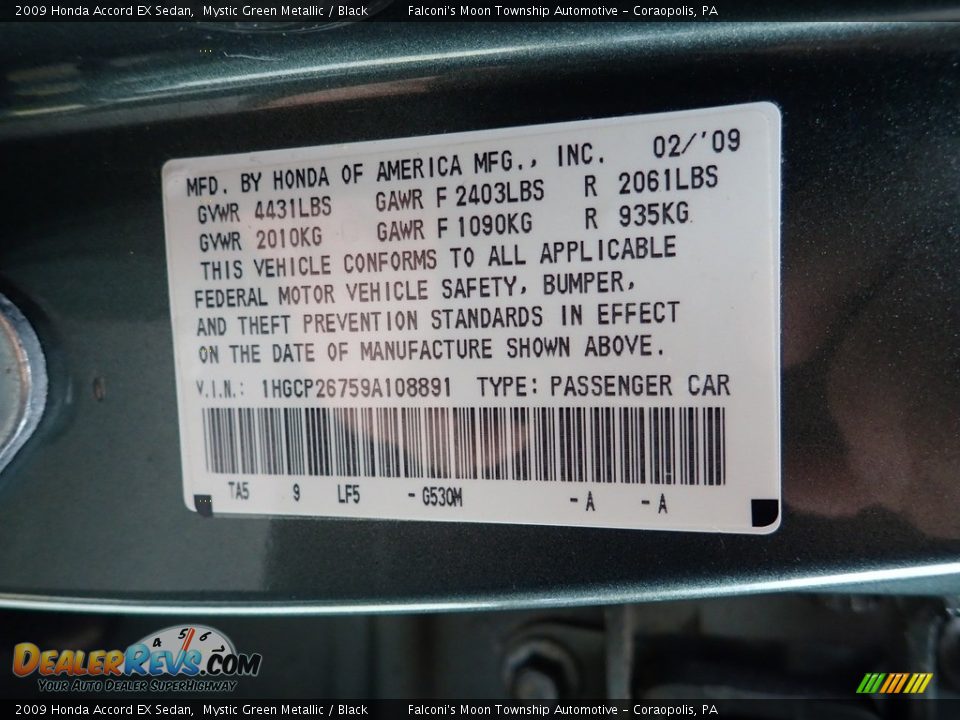 2009 Honda Accord EX Sedan, Mystic Green Metallic / Black Falconi's Moon Township Automotive - Coraopolis, PA
MFD. BY HONDA OF AMERICA MFG., INC. 02/'09
GVWR 4431LBS GAWR F 2403LBS R 2061LBS
GVWR 2010KG GAWR F 1090KG R 935KG
THIS VEHICLE CONFORMS TO ALL APPLICABLE
FEDERAL MOTOR VEHICLE SAFETY, BUMPER,
AND THEFT PREVENTION STANDARDS IN EFFECT
ON THE DATE OF MANUFACTURE SHOWN ABOVE.
V.I.N.: 1HGCP26759A108891 TYPE: PASSENGER CAR
TA5 9 LF5 - G530M - A - A
4 5 6
DEALERREVS.COM
YOUR AUTO DEALER SUPERHIGHWAY
2009 Honda Accord EX Sedan, Mystic Green Metallic / Black Falconi's Moon Township Automotive - Coraopolis, PA